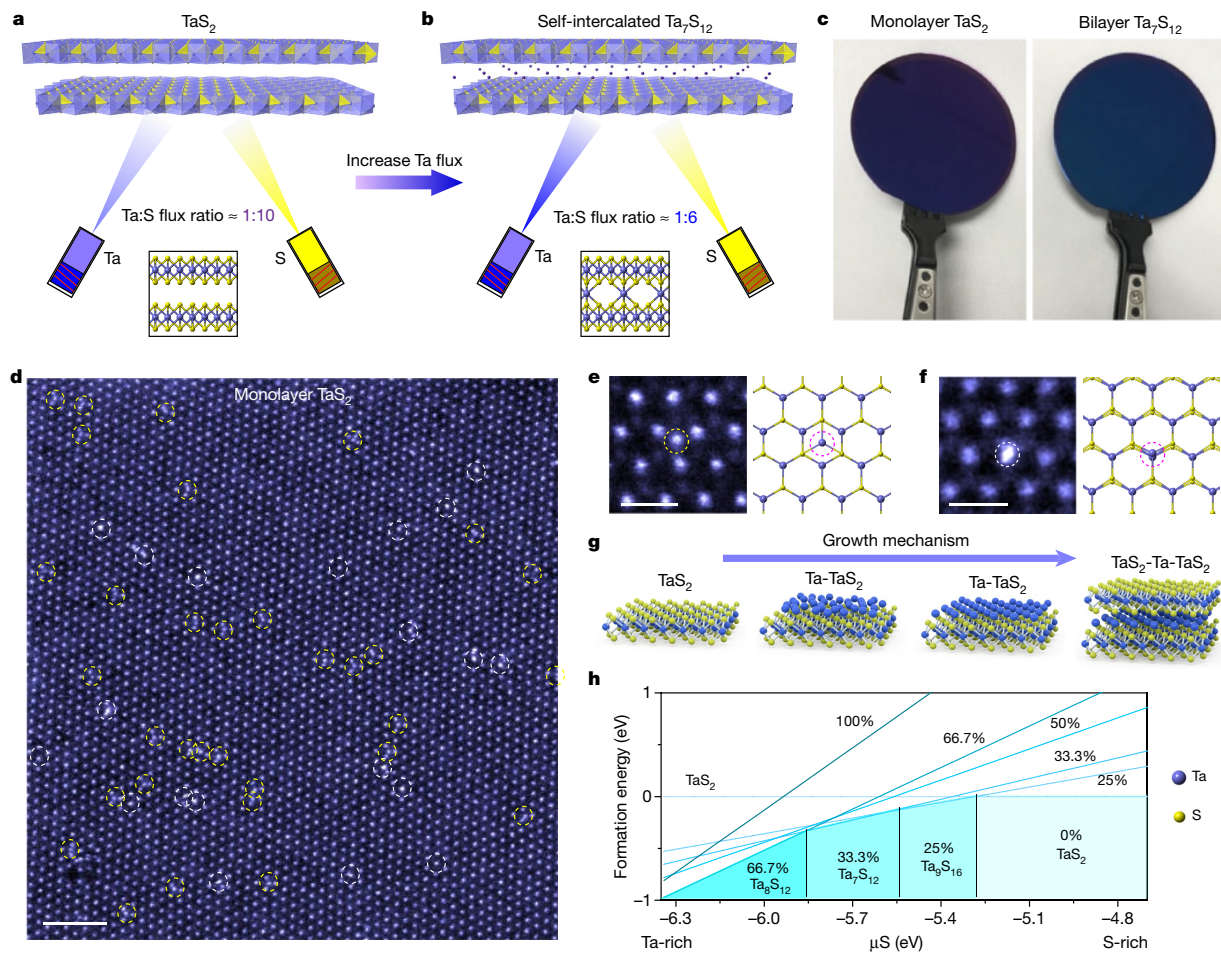 a
TaS₂
b
Self-intercalated Ta₇S₁₂
c
Monolayer TaS₂
Bilayer Ta₇S₁₂
Increase Ta flux
Ta:S flux ratio ≈ 1:10
Ta
S
Ta:S flux ratio ≈ 1:6
Ta
S
d
Monolayer TaS₂
e
f
g
Growth mechanism
TaS₂
Ta-TaS₂
Ta-TaS₂
TaS₂-Ta-TaS₂
h
Formation energy (eV)
1
0
−1
100%
66.7%
50%
33.3%
25%
TaS₂
66.7%
Ta₈S₁₂
33.3%
Ta₇S₁₂
25%
Ta₉S₁₆
0%
TaS₂
Ta
S
−6.3
−6.0
−5.7
−5.4
−5.1
−4.8
Ta-rich
μS (eV)
S-rich